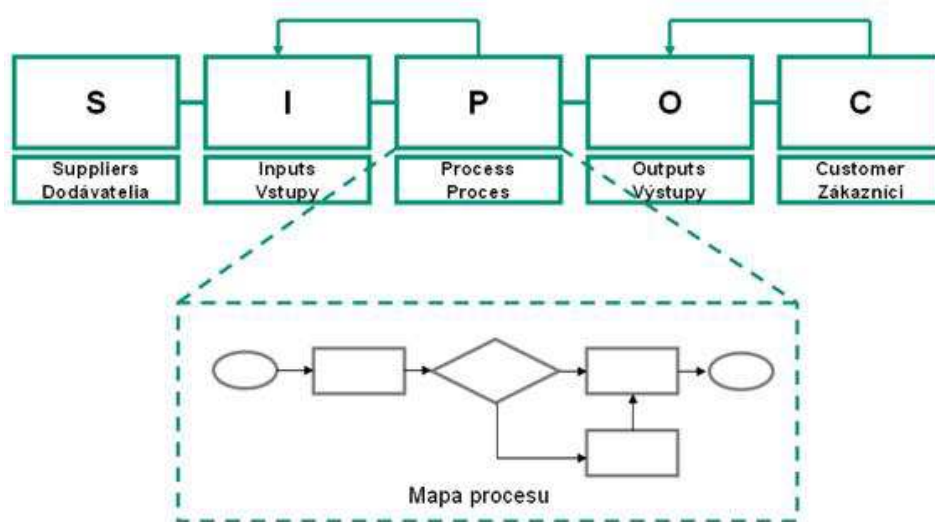 S
I
P
O
C
Suppliers
Dodávatelia
Inputs
Vstupy
Process
Proces
Outputs
Výstupy
Customer
Zákazníci
Mapa procesu